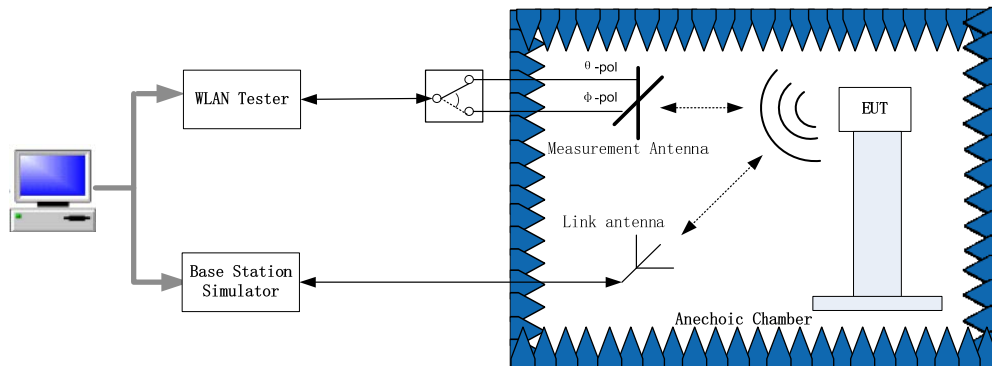 θ-pol
WLAN Tester
ф-pol
EUT
Measurement Antenna
Link antenna
Base Station
Simulator
Anechoic Chamber